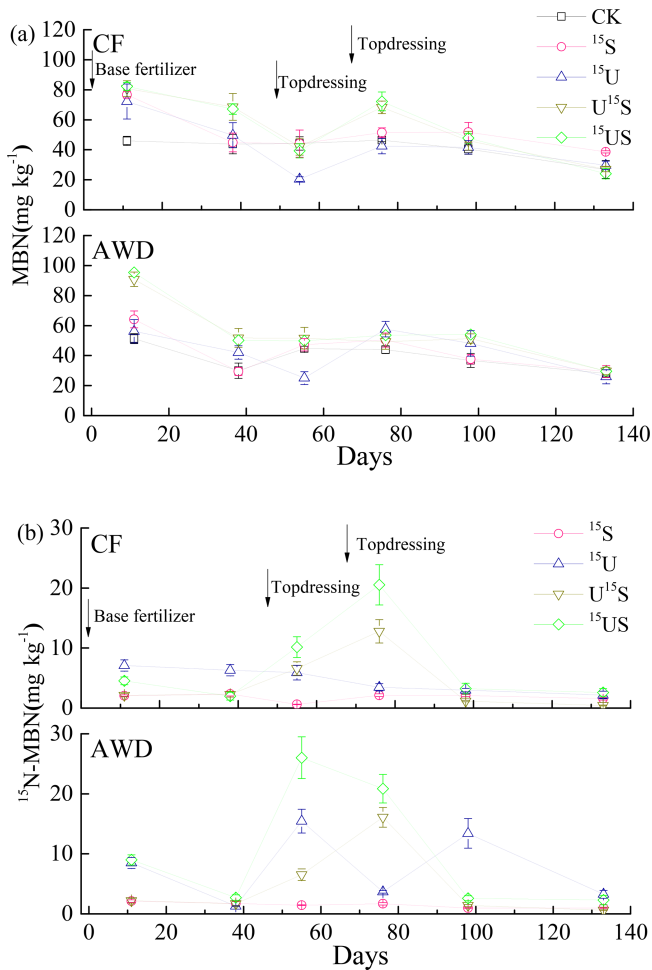 (a)
CF
Base fertilizer
Topdressing
Topdressing
CK
¹⁵S
¹⁵U
U¹⁵S
¹⁵US
120
100
80
60
40
20
0
AWD
120
100
80
60
40
20
0
MBN(mg kg⁻¹)
0 20 40 60 80 100 120 140
Days
(b)
CF
Base fertilizer
Topdressing
Topdressing
¹⁵S
¹⁵U
U¹⁵S
¹⁵US
30
20
10
0
AWD
30
20
10
0
¹⁵N-MBN(mg kg⁻¹)
0 20 40 60 80 100 120 140
Days